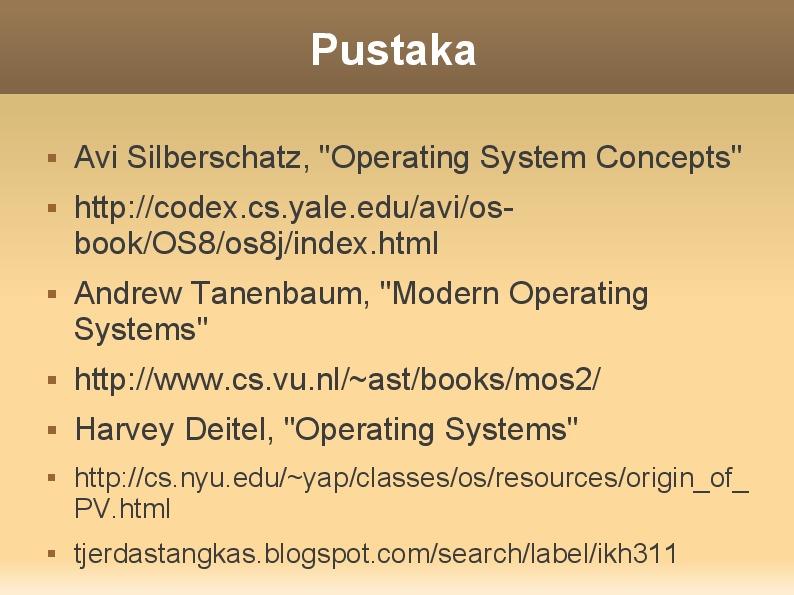 Pustaka
Avi Silberschatz, "Operating System Concepts"
http://codex.cs.yale.edu/avi/os-
book/OS8/os8j/index.html
Andrew Tanenbaum, "Modern Operating
Systems"
http://www.cs.vu.nl/~ast/books/mos2/
Harvey Deitel, "Operating Systems"
http://cs.nyu.edu/~yap/classes/os/resources/origin_of_
PV.html
tjerdastangkas.blogspot.com/search/label/ikh311